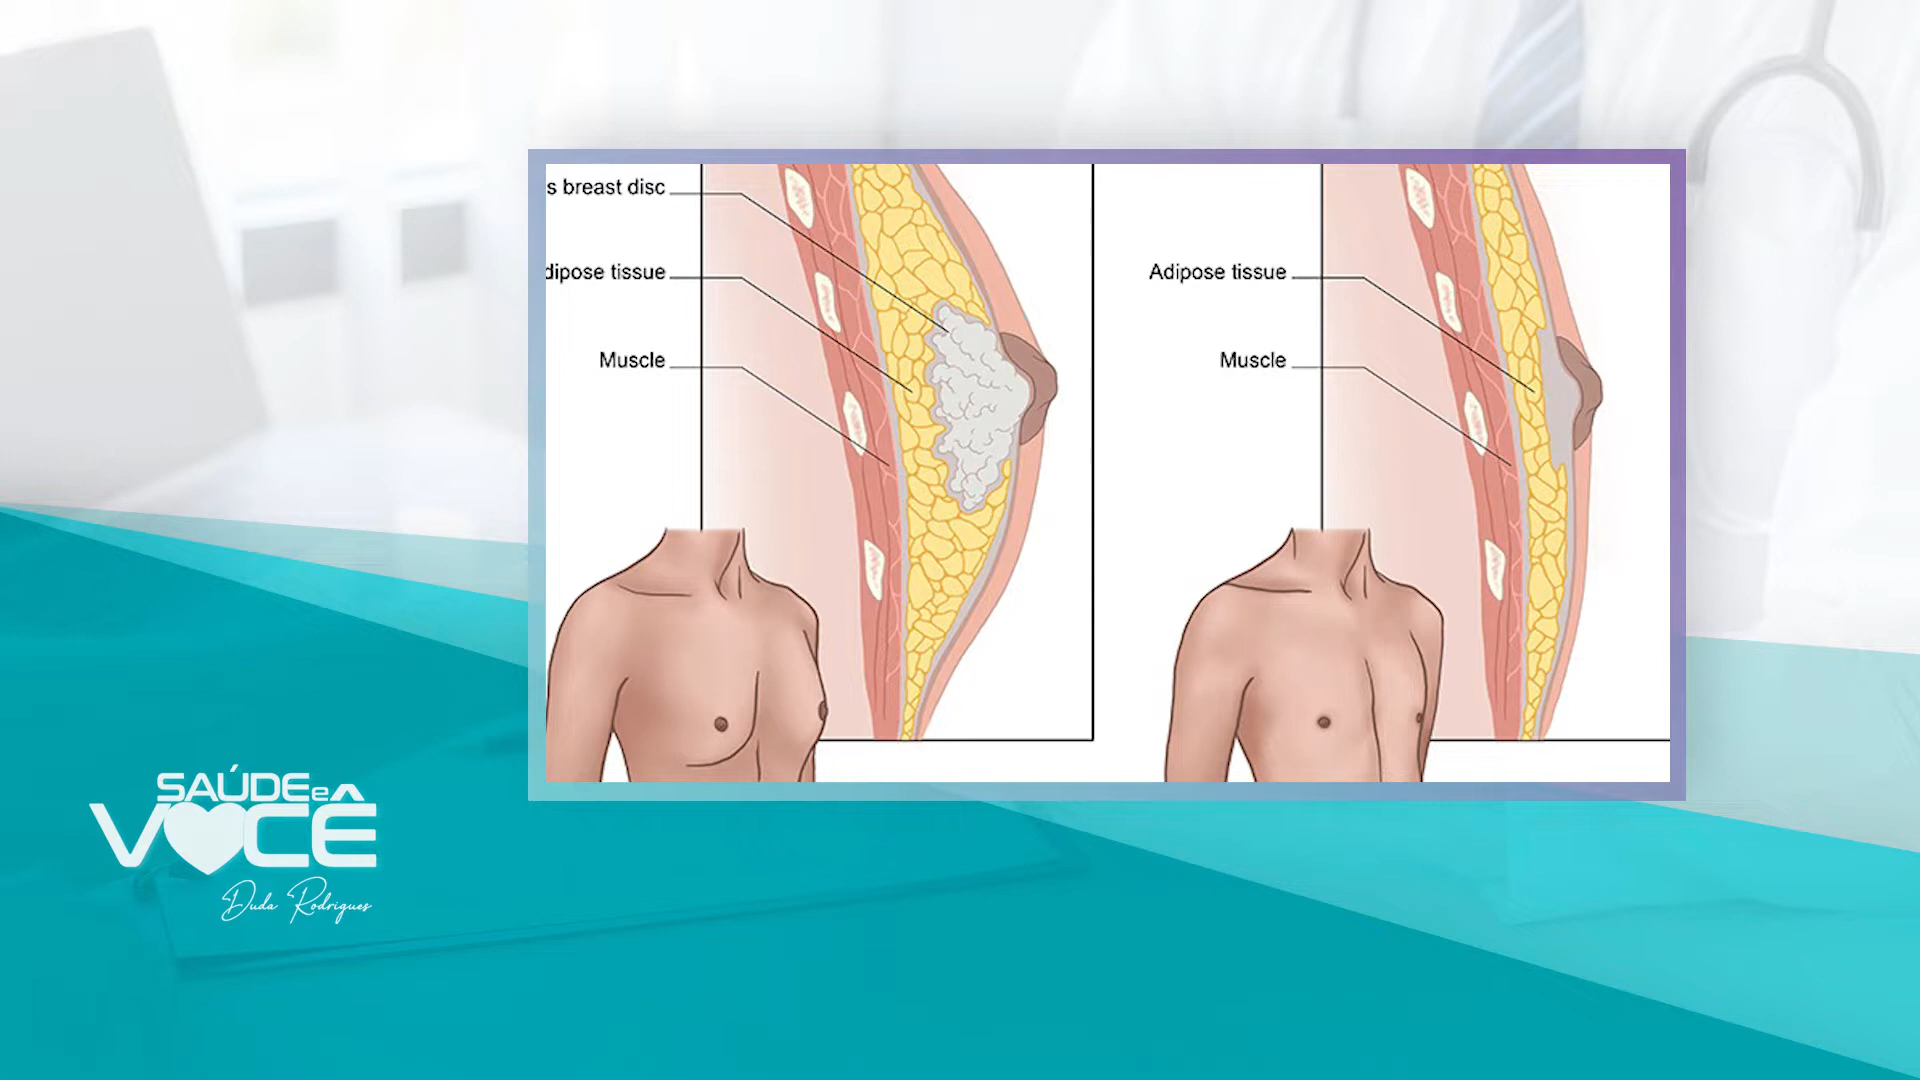 s breast disc
dipose tissue
Muscle
Adipose tissue
Muscle
SAÚDE e
VOCÊ
Duda Rodrigues